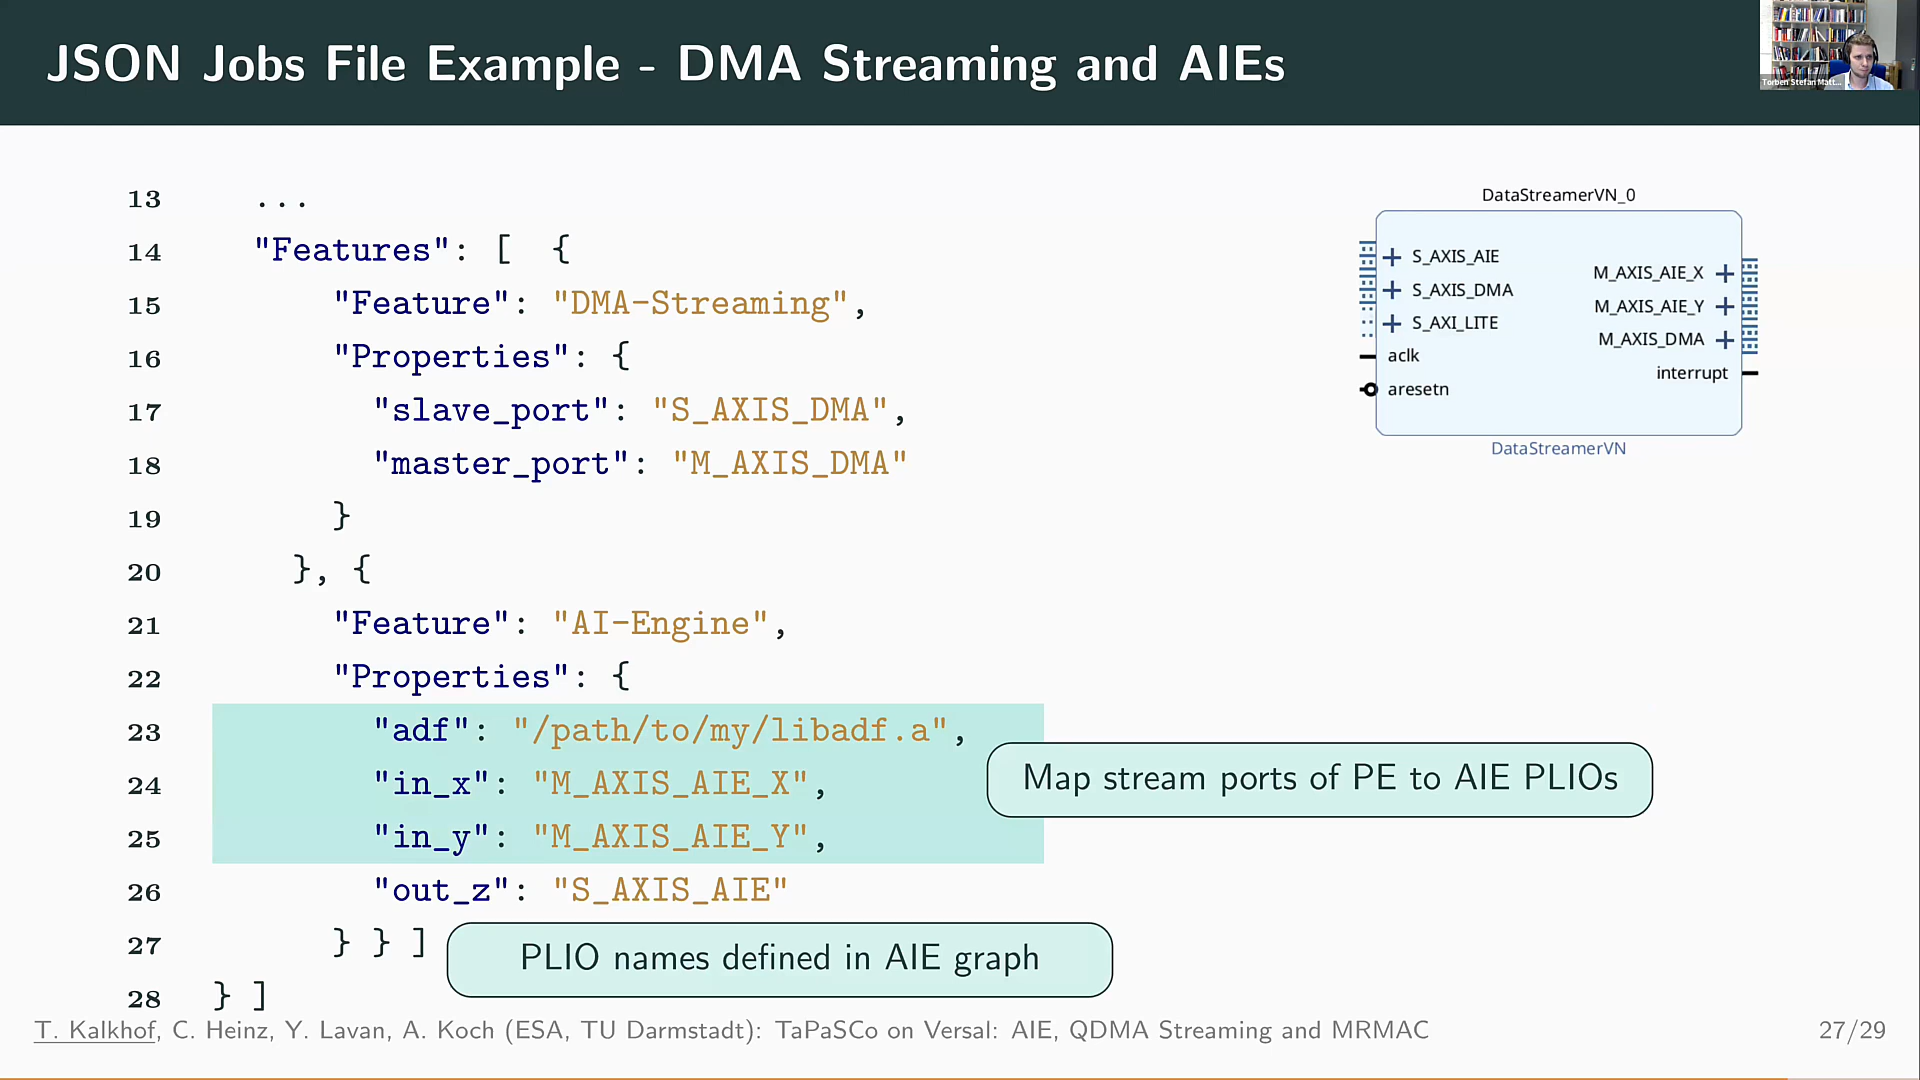 JSON Jobs File Example - DMA Streaming and AIEs
Torben Stefan Matt...
13 ...
14 "Features": [ {
15 "Feature": "DMA-Streaming",
16 "Properties": {
17 "slave_port": "S_AXIS_DMA",
18 "master_port": "M_AXIS_DMA"
19 }
20 }, {
21 "Feature": "AI-Engine",
22 "Properties": {
23 "adf": "/path/to/my/libadf.a",
24 "in_x": "M_AXIS_AIE_X",
25 "in_y": "M_AXIS_AIE_Y",
26 "out_z": "S_AXIS_AIE"
27 } } ]
28 } ]
DataStreamerVN_0
S_AXIS_AIE
S_AXIS_DMA
S_AXI_LITE
aclk
aresetn
M_AXIS_AIE_X
M_AXIS_AIE_Y
M_AXIS_DMA
interrupt
DataStreamerVN
Map stream ports of PE to AIE PLIOs
PLIO names defined in AIE graph
T. Kalkhof, C. Heinz, Y. Lavan, A. Koch (ESA, TU Darmstadt): TaPaSCo on Versal: AIE, QDMA Streaming and MRMAC
27/29